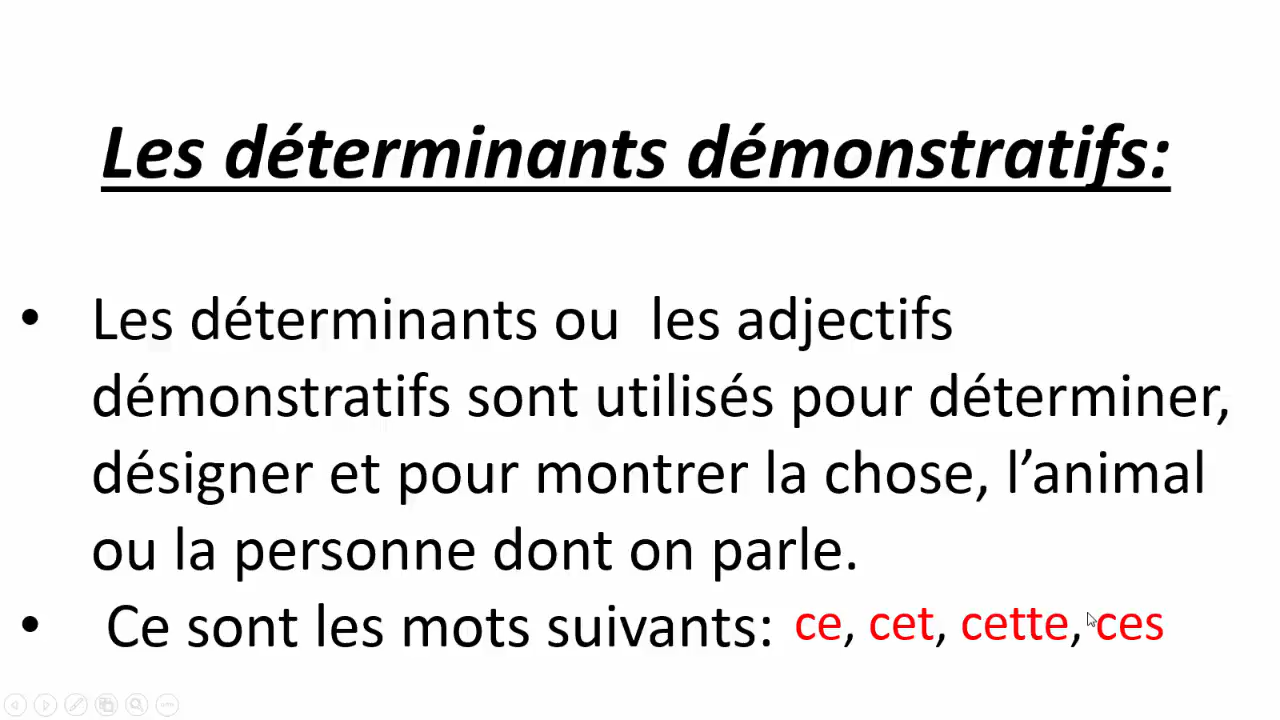 Les déterminants démonstratifs:
• Les déterminants ou les adjectifs
démonstratifs sont utilisés pour déterminer,
désigner et pour montrer la chose, l’animal
ou la personne dont on parle.
• Ce sont les mots suivants: ce, cet, cette, ces